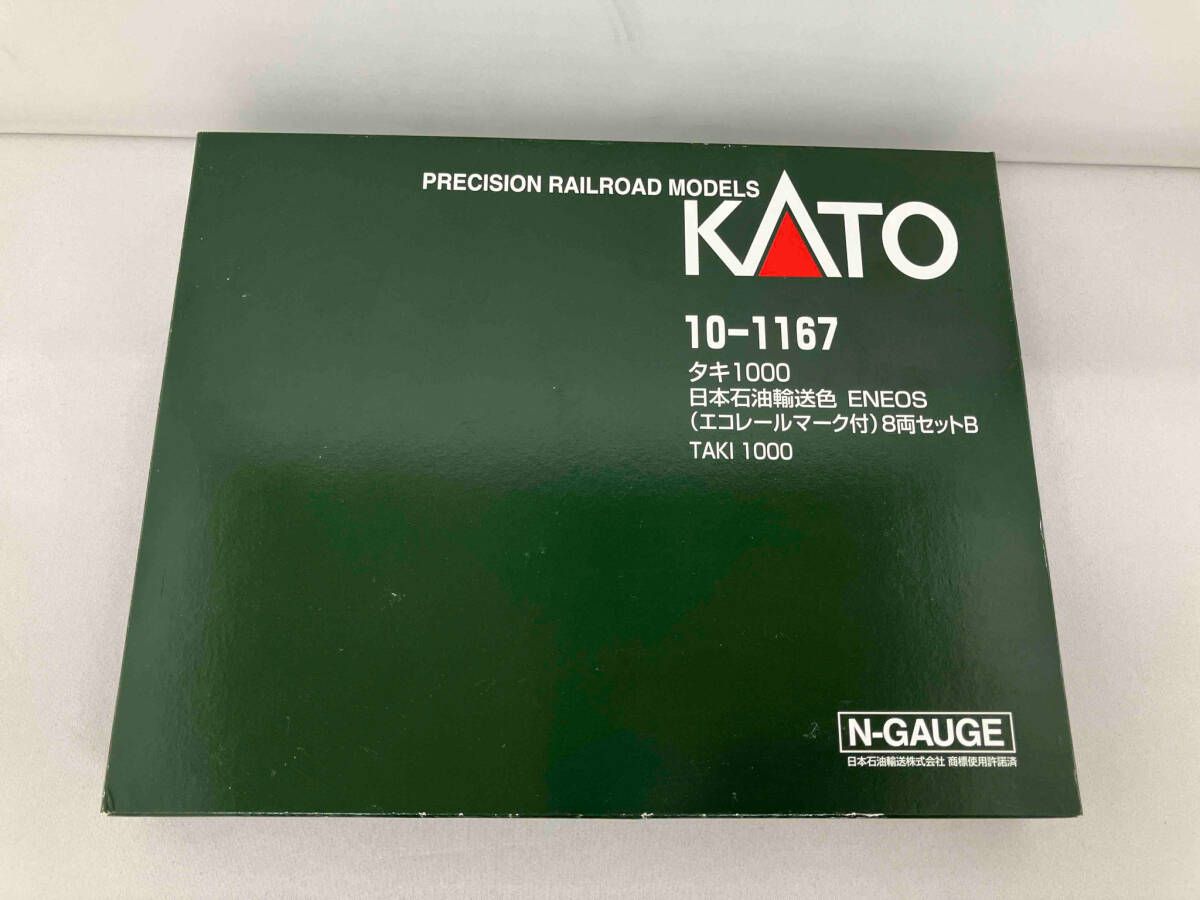 PRECISION RAILROAD MODELS
KATO
10-1167
タキ1000
日本石油輸送色 ENEOS
(エコレールマーク付)8両セットB
TAKI 1000
N-GAUGE
日本石油輸送株式会社 商標使用許諾済